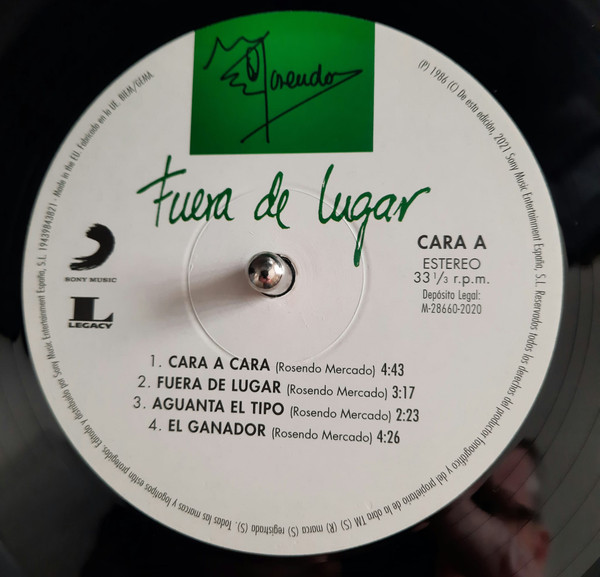 Rosendo
Fuera de lugar
CARA A
ESTEREO
33 1/3 r.p.m.
Depósito Legal:
M-28660-2020
SONY MUSIC
L
LEGACY
1. CARA A CARA (Rosendo Mercado) 4:43
2. FUERA DE LUGAR (Rosendo Mercado) 3:17
3. AGUANTA EL TIPO (Rosendo Mercado) 2:23
4. EL GANADOR (Rosendo Mercado) 4:26
(P) 1986 (C) De esta edición, 2021 Sony Music Entertainment España, S.L. Reservados todos los derechos del productor fonográfico y del propietario de la obra TM (S) (R) marca (S) registrada (S). Todas las marcas y logotipos están protegidos. Editado y distribuido por Sony Music Entertainment España, S.L. 19439843821 - Made in the EU. Fabricado en la UE. BIEM/GEMA